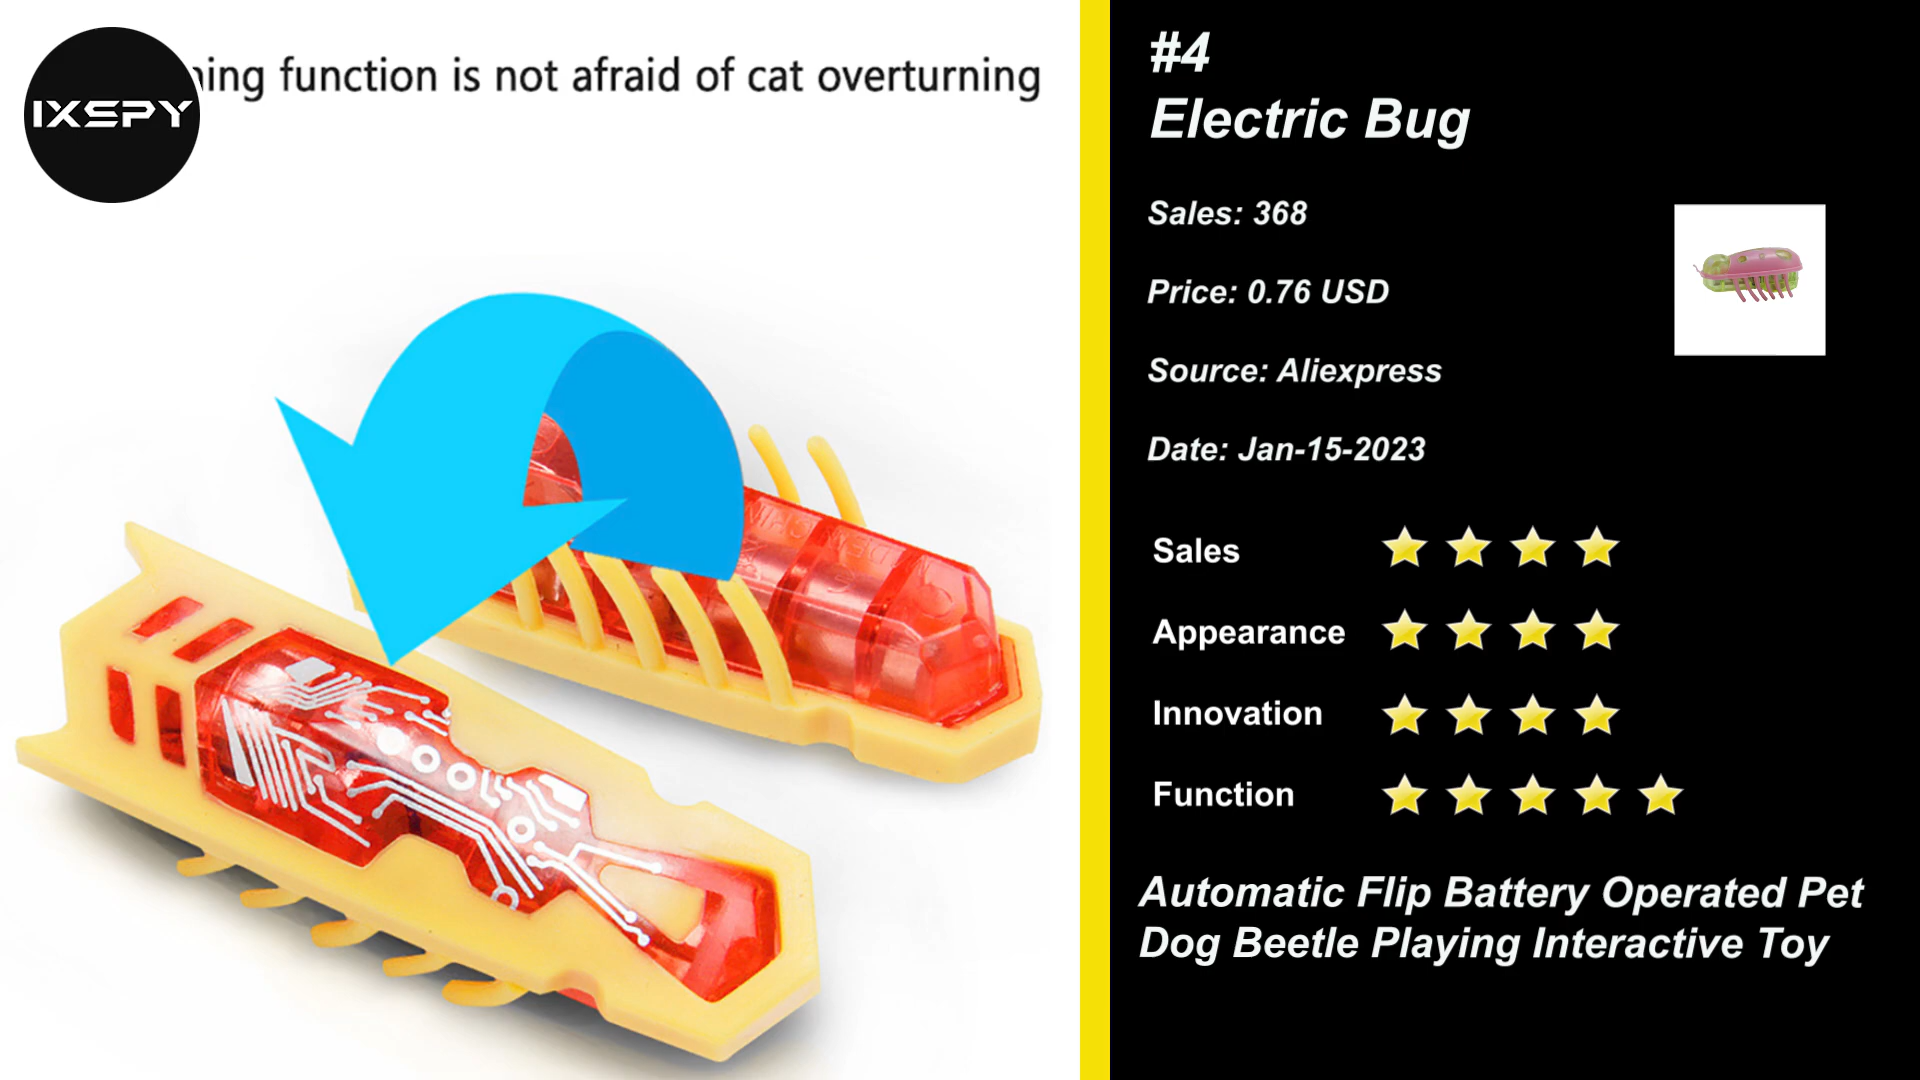 IXSPY
function is not afraid of cat overturning
#4
Electric Bug
Sales: 368
Price: 0.76 USD
Source: Aliexpress
Date: Jan-15-2023
Sales
Appearance
Innovation
Function
Automatic Flip Battery Operated Pet
Dog Beetle Playing Interactive Toy